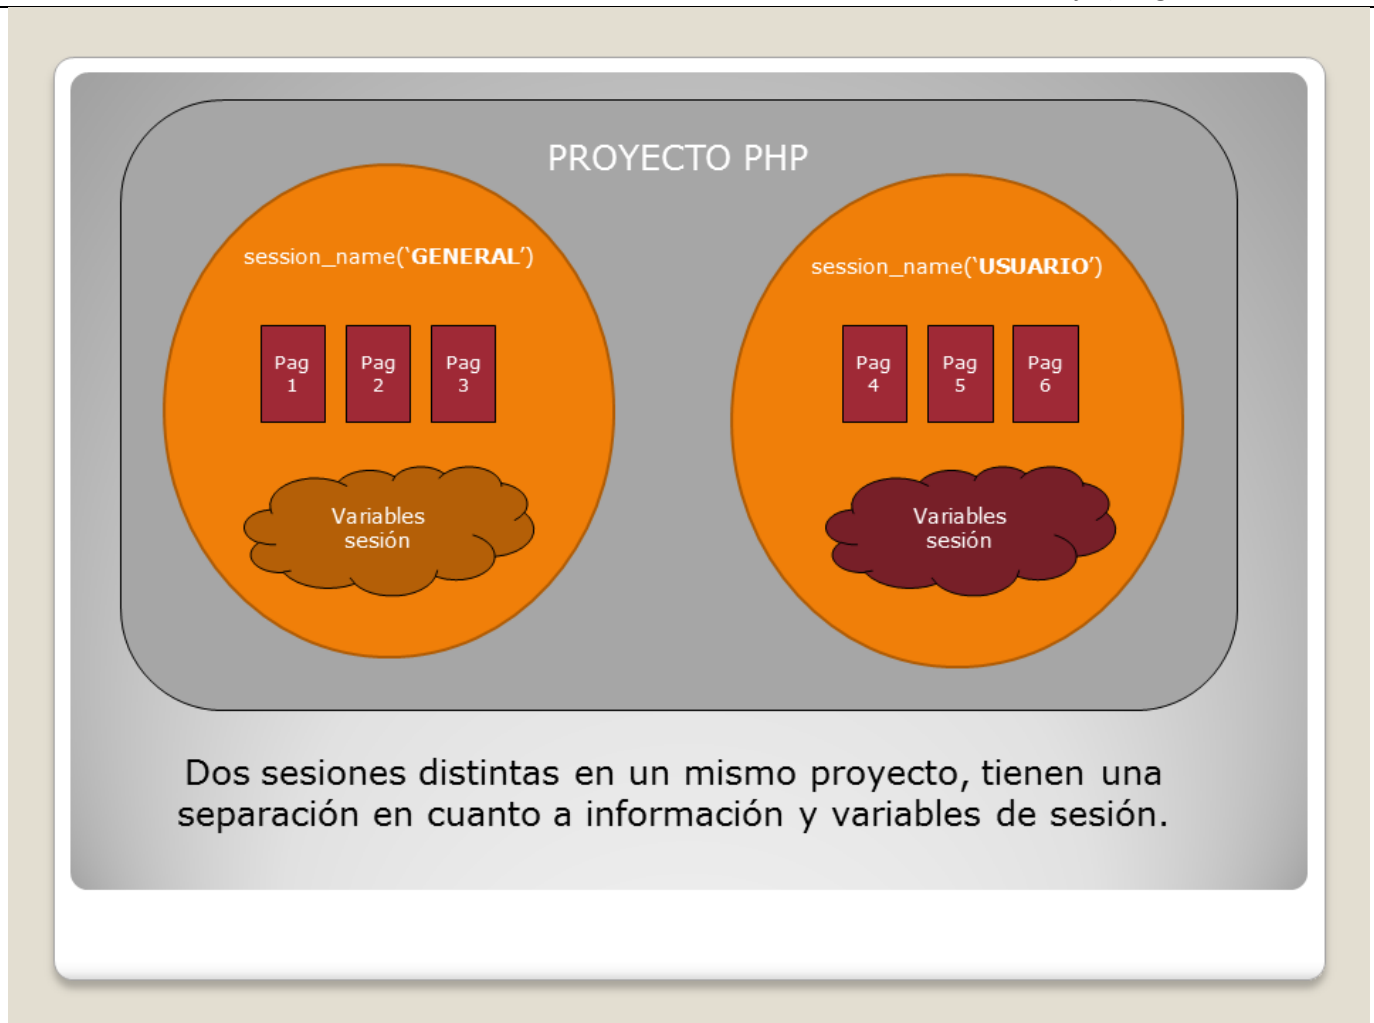 PROYECTO PHP
session_name(‘GENERAL’)
Pag
1
Pag
2
Pag
3
Variables
sesión
session_name(‘USUARIO’)
Pag
4
Pag
5
Pag
6
Variables
sesión
Dos sesiones distintas en un mismo proyecto, tienen una
separación en cuanto a información y variables de sesión.